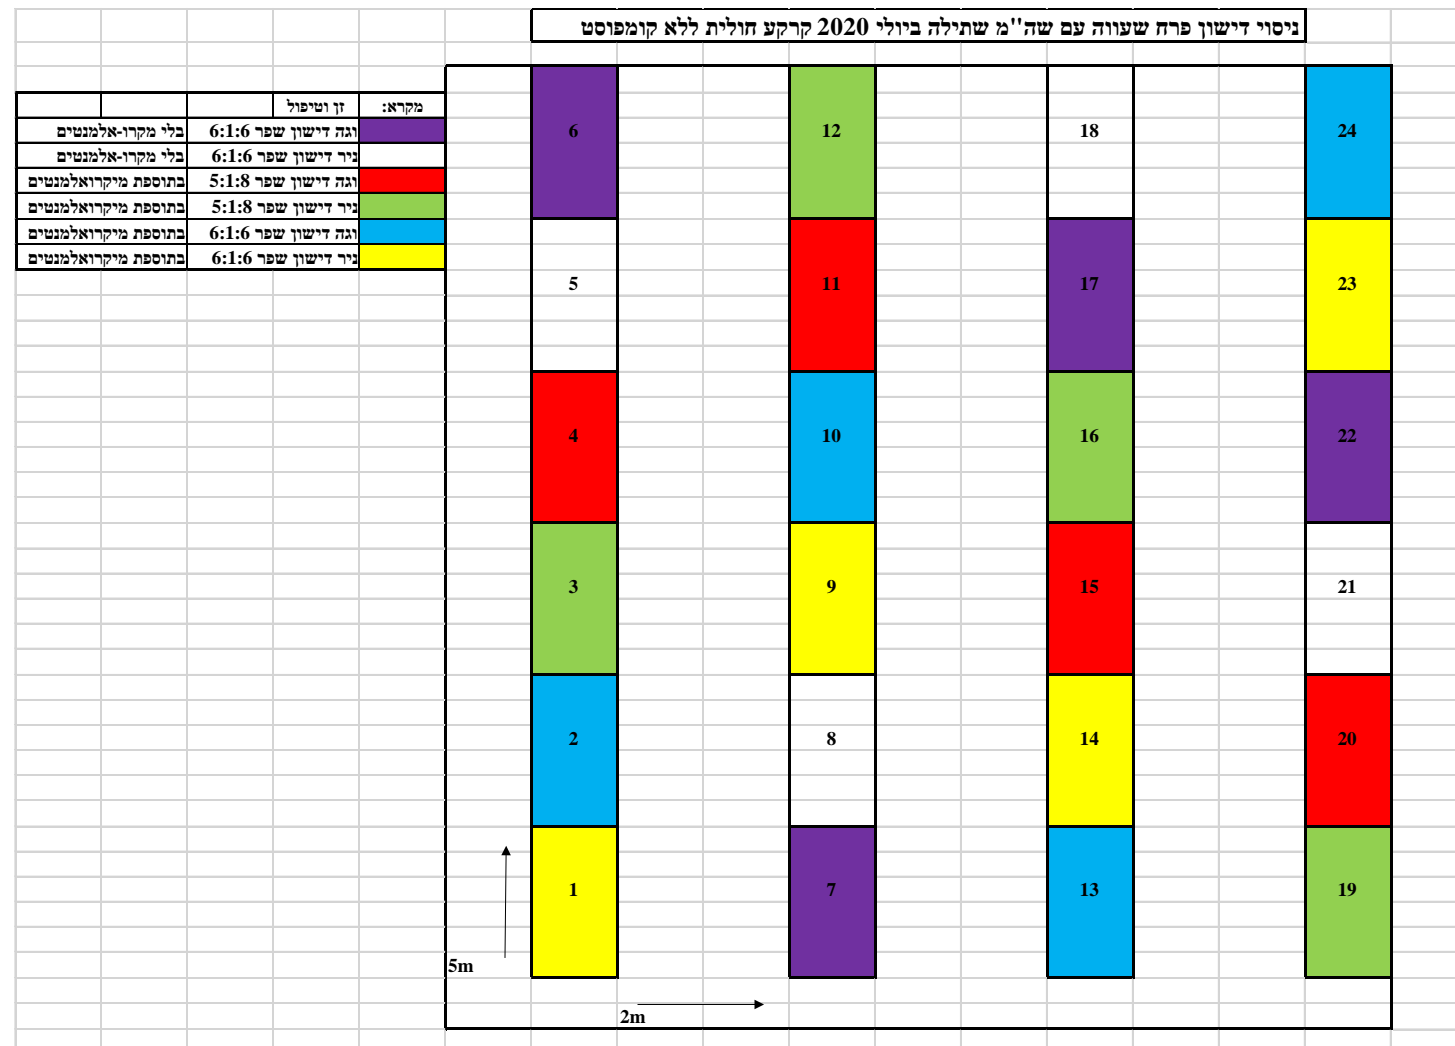 ניסוי דישון פרח שעווה עם שה''מ שתילה ביולי 2020 קרקע חולית ללא קומפוסט
מקרא: זן וטיפול
וגה דישון שפר 6:1:6 בלי מקרו-אלמנטים
ניר דישון שפר 6:1:6 בלי מקרו-אלמנטים
וגה דישון שפר 5:1:8 בתוספת מיקרואלמנטים
ניר דישון שפר 5:1:8 בתוספת מיקרואלמנטים
וגה דישון שפר 6:1:6 בתוספת מיקרואלמנטים
ניר דישון שפר 6:1:6 בתוספת מיקרואלמנטים
6 12 18 24
5 11 17 23
4 10 16 22
3 9 15 21
2 8 14 20
1 7 13 19
5m
2m